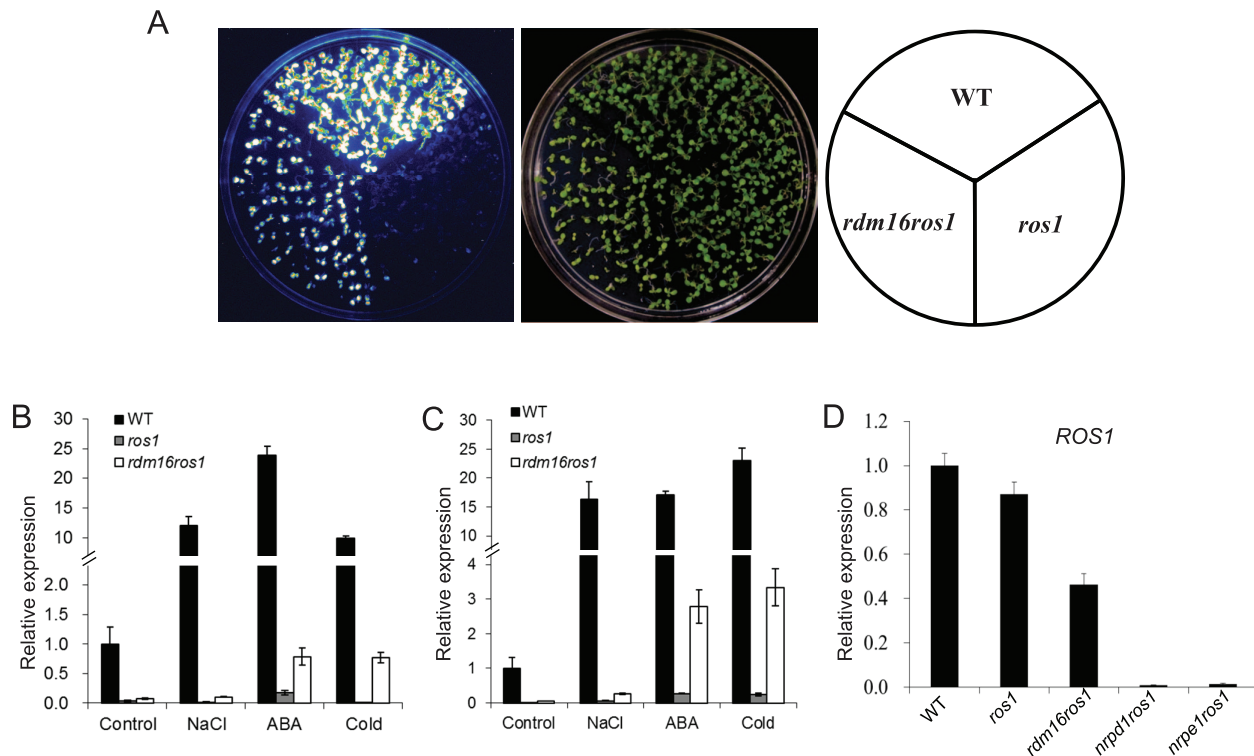 A
WT
rdm16ros1
ros1
B
Relative expression
30
25
20
15
10
2.0
1.5
1.0
0.5
0.0
WT
ros1
rdm16ros1
Control
NaCl
ABA
Cold
C
Relative expression
30
25
20
15
10
4
3
2
1
0
WT
ros1
rdm16ros1
Control
NaCl
ABA
Cold
D
ROS1
Relative expression
1.2
1.0
0.8
0.6
0.4
0.2
0.0
WT
ros1
rdm16ros1
nrpd1ros1
nrpe1ros1